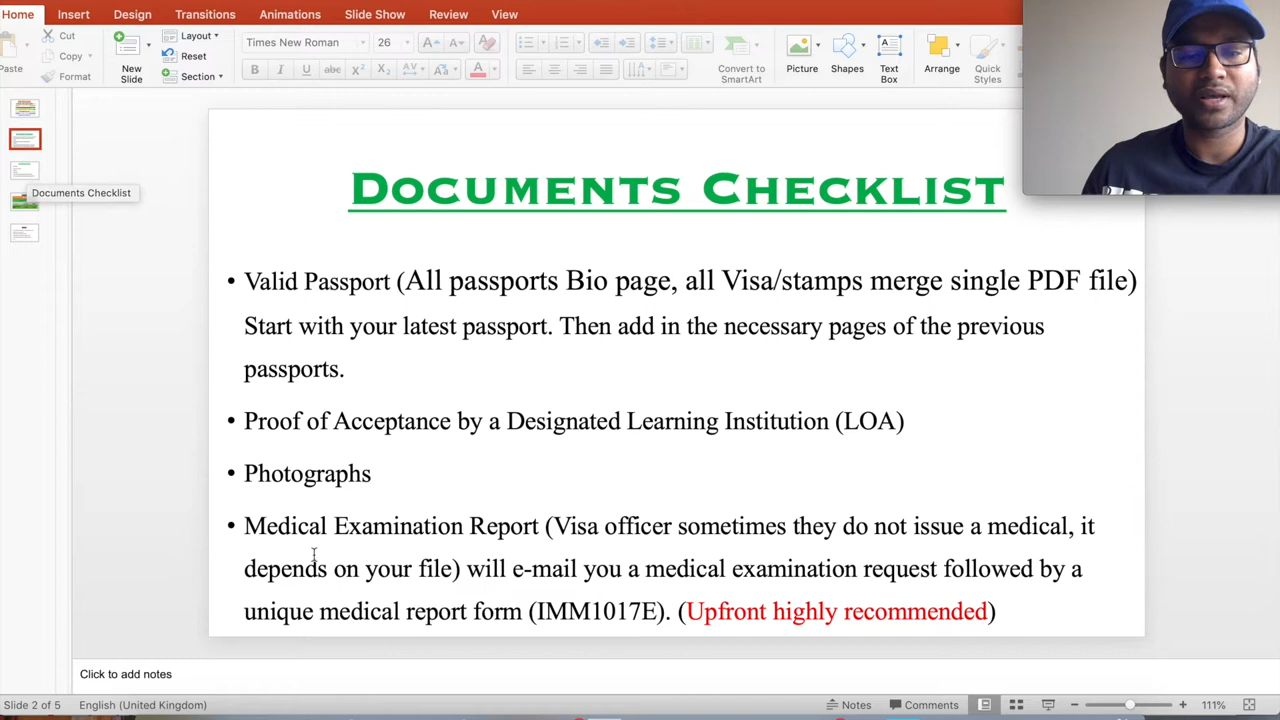 Home Insert Design Transitions Animations Slide Show Review View
Cut
Copy
Format
Paste
New
Slide
Layout
Reset
Section
Times New Roman 26
B I U abc X² X₂ AV Aa A
Convert to
SmartArt
Picture
Shapes
Text
Box
Arrange
Quick
Styles
Documents Checklist
DOCUMENTS CHECKLIST
• Valid Passport (All passports Bio page, all Visa/stamps merge single PDF file)
Start with your latest passport. Then add in the necessary pages of the previous
passports.
• Proof of Acceptance by a Designated Learning Institution (LOA)
• Photographs
• Medical Examination Report (Visa officer sometimes they do not issue a medical, it
depends on your file) will e-mail you a medical examination request followed by a
unique medical report form (IMM1017E). (Upfront highly recommended)
Click to add notes
Slide 2 of 5 English (United Kingdom) Notes Comments 111%